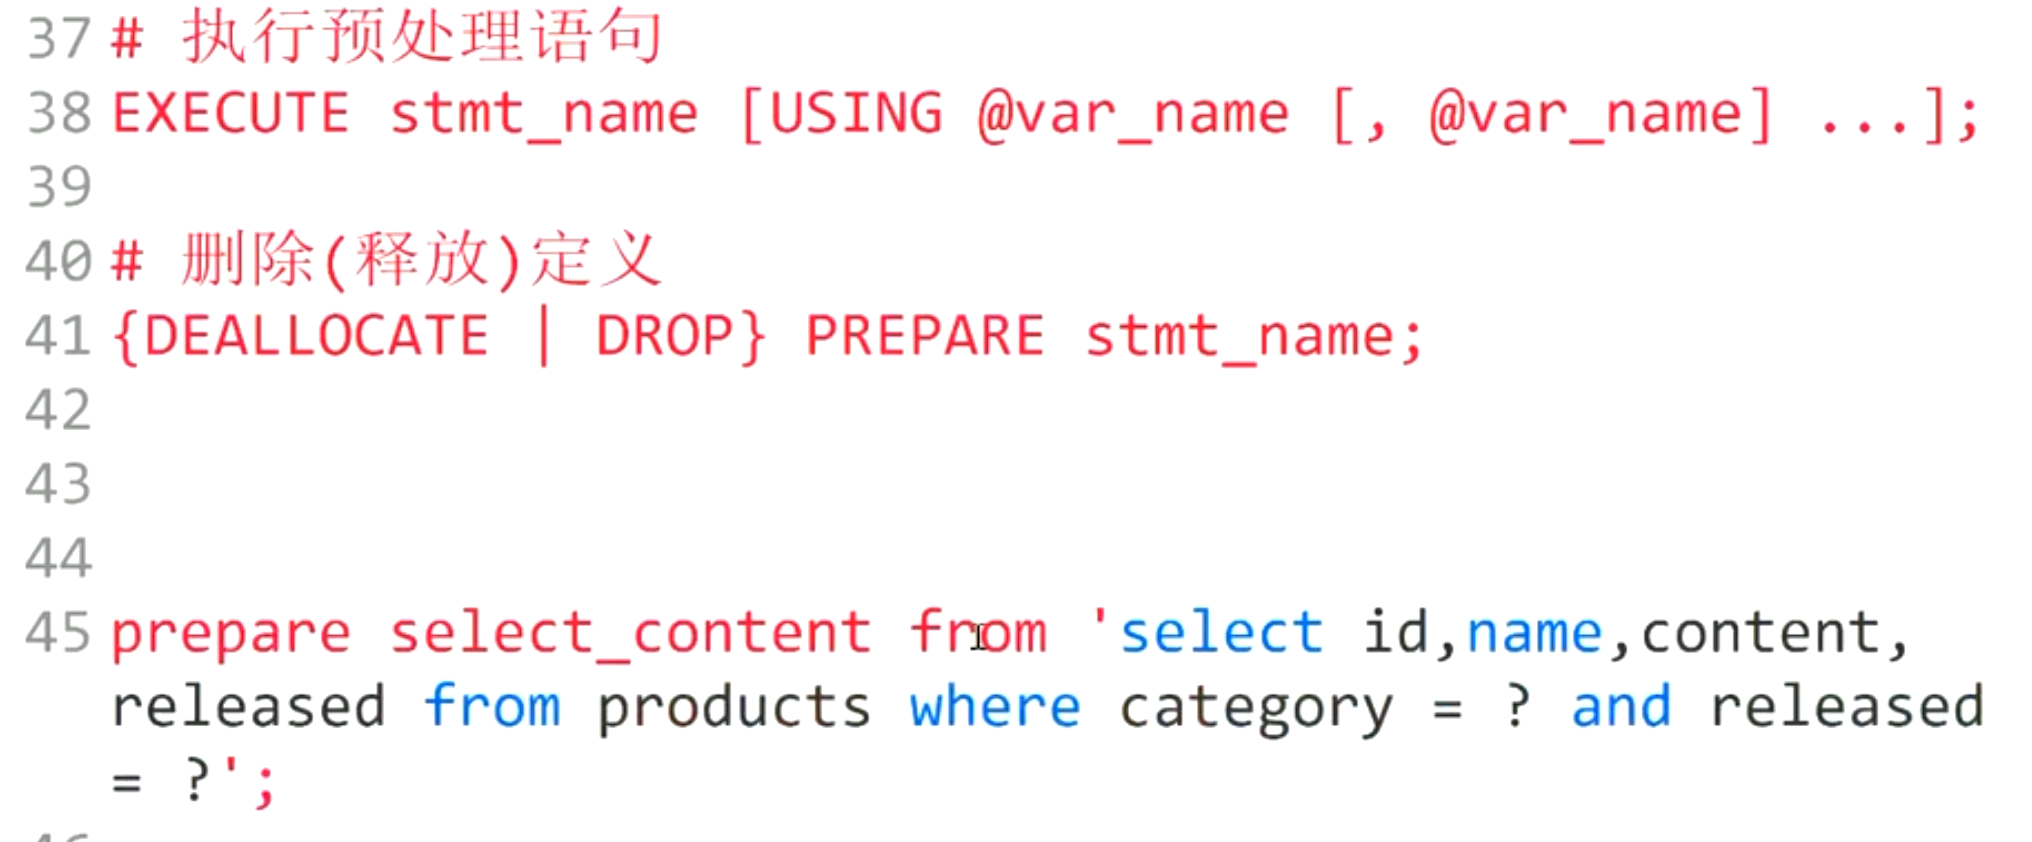 37 # 执行预处理语句
38 EXECUTE stmt_name [USING @var_name [, @var_name] ...];
39
40 # 删除(释放)定义
41 {DEALLOCATE | DROP} PREPARE stmt_name;
42
43
44
45 prepare select_content from 'select id,name,content,
released from products where category = ? and released
= ?';